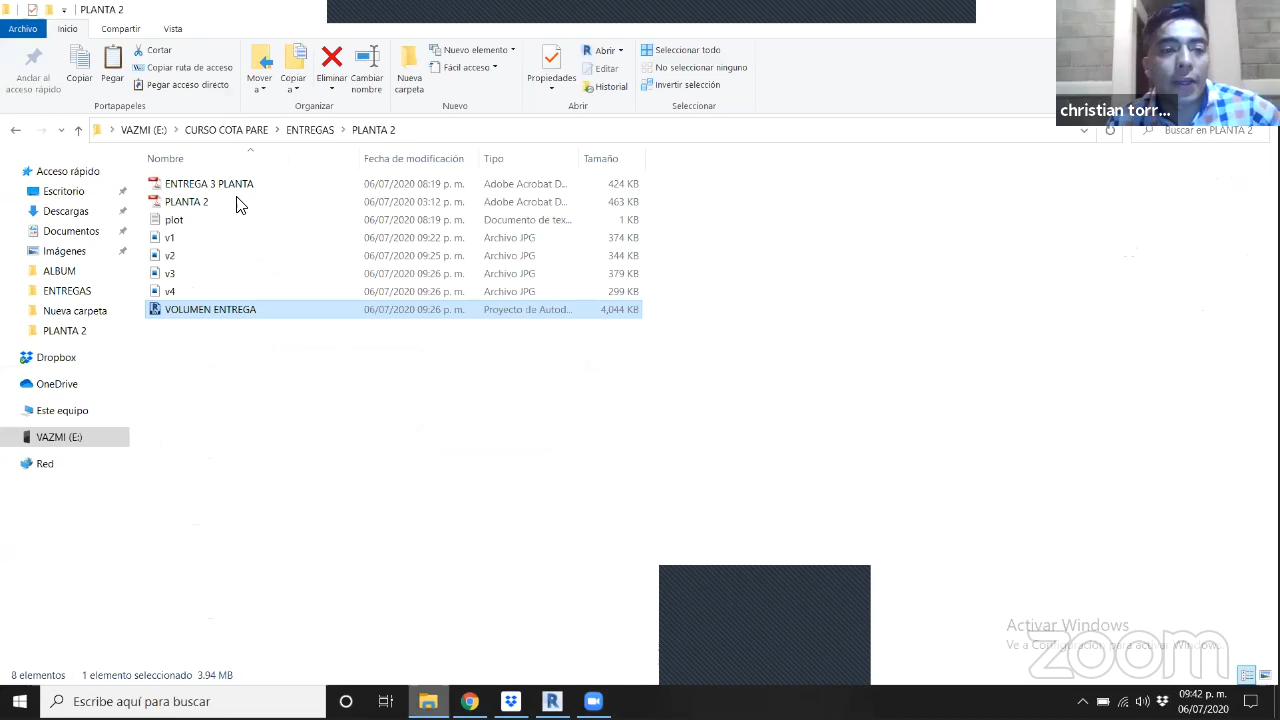 PLANTA 2
Archivo Inicio Compartir Vista
Andar al acceso rápido
Copiar
Pegar
Cortar
Copiar ruta de acceso
Pegar acceso directo
Portapapeles
Mover a
Copiar a
Eliminar
Cambiar nombre
Organizar
Nueva carpeta
Nuevo elemento
Fácil acceso
Nuevo
Propiedades
Abrir
Editar
Historial
Abrir
Seleccionar todo
No seleccionar ninguno
Invertir selección
Seleccionar
christian torr...
VAZMI (E:) > CURSO COTA PARE > ENTREGAS > PLANTA 2
Buscar en PLANTA 2
Nombre Fecha de modificación Tipo Tamaño
ENTREGA 3 PLANTA 06/07/2020 08:19 p. m. Adobe Acrobat D... 424 KB
PLANTA 2 06/07/2020 03:12 p. m. Adobe Acrobat D... 463 KB
plot 06/07/2020 08:19 p. m. Documento de tex... 1 KB
v1 06/07/2020 09:22 p. m. Archivo JPG 374 KB
v2 06/07/2020 09:25 p. m. Archivo JPG 344 KB
v3 06/07/2020 09:26 p. m. Archivo JPG 379 KB
v4 06/07/2020 09:26 p. m. Archivo JPG 299 KB
VOLUMEN ENTREGA 06/07/2020 09:26 p. m. Proyecto de Autod... 4,044 KB
Acceso rápido
Escritorio
Descargas
Documentos
Imágenes
ALBUM
ENTREGAS
Nueva carpeta
PLANTA 2
Dropbox
OneDrive
Este equipo
VAZMI (E:)
Red
Activar Windows
Ve a Configuración para activar Windows.
zoom
8 elementos 1 elemento seleccionado 3.94 MB
Escribe aquí para buscar
09:42 p. m.
06/07/2020